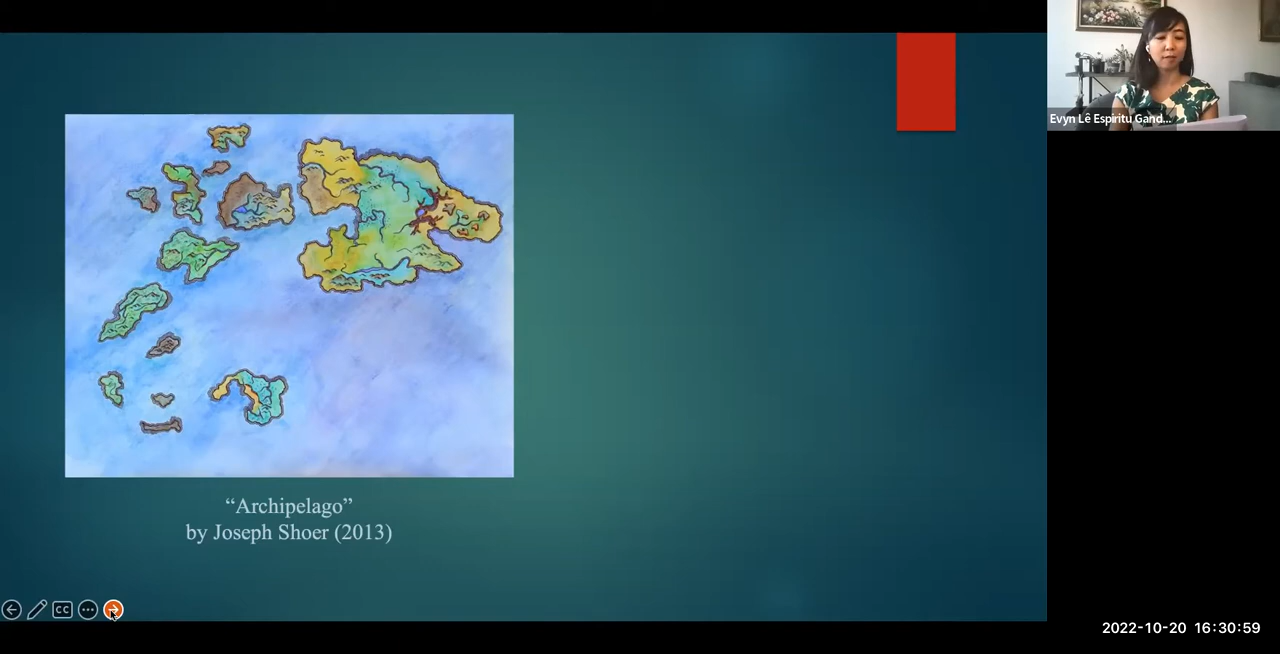 Evyn Lê Espiritu Gand...
“Archipelago”
by Joseph Shoer (2013)
CC
2022-10-20 16:30:59